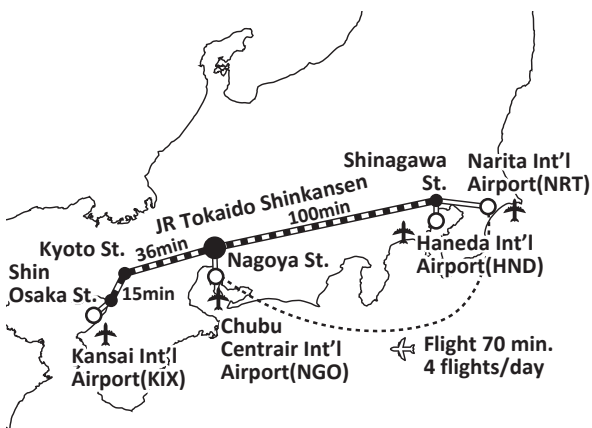 Shinagawa
St.
Narita Int'l
Airport(NRT)
JR Tokaido Shinkansen
100min
Kyoto St.
36min
Nagoya St.
Haneda Int'l
Airport(HND)
Shin
Osaka St.
15min
Kansai Int'l
Airport(KIX)
Chubu
Centrair Int'l
Airport(NGO)
Flight 70 min.
4 flights/day